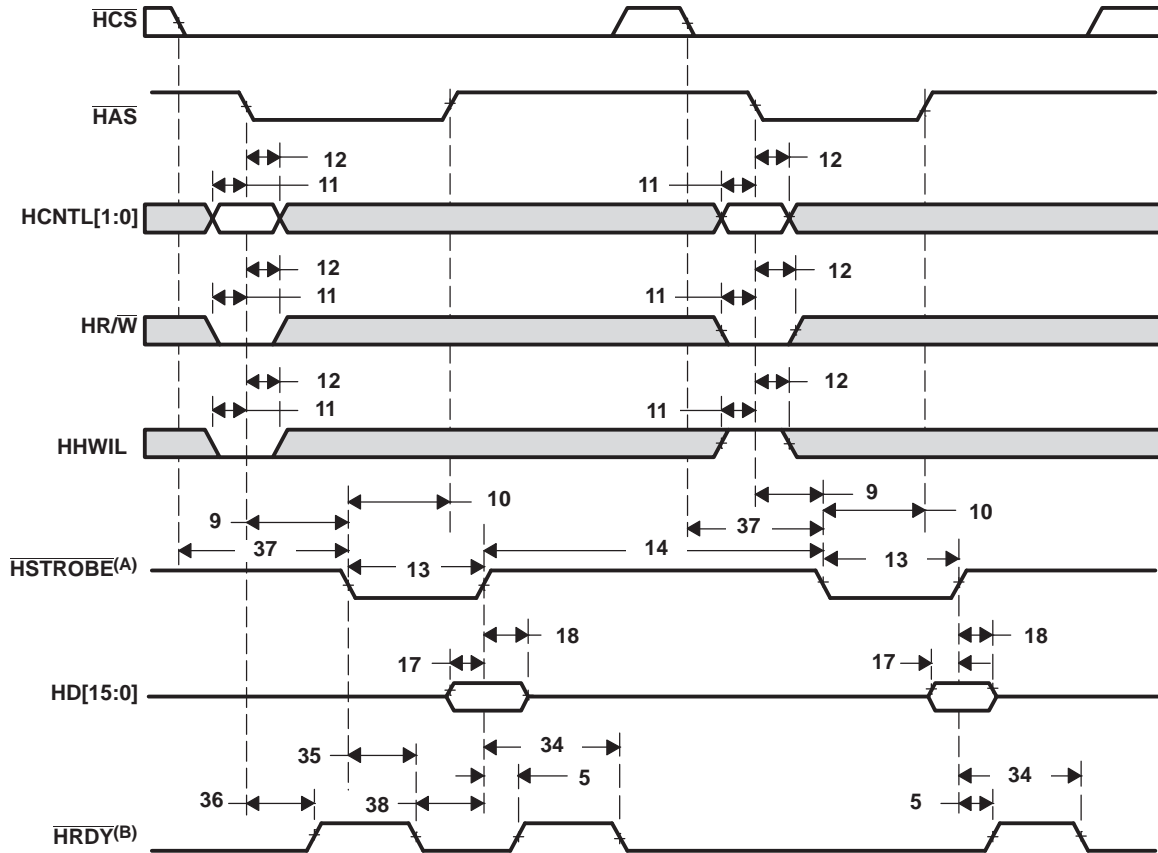 HCS
HAS
12 12
11 11
HCNTL[1:0]
12 12
11 11
HR/W
12 12
11 11
HHWIL
9 10 9 10
37 37
14
HSTROBE(A) 13 13
18 18
17 17
HD[15:0]
35 34 34
36 38 5 5
HRDY(B)